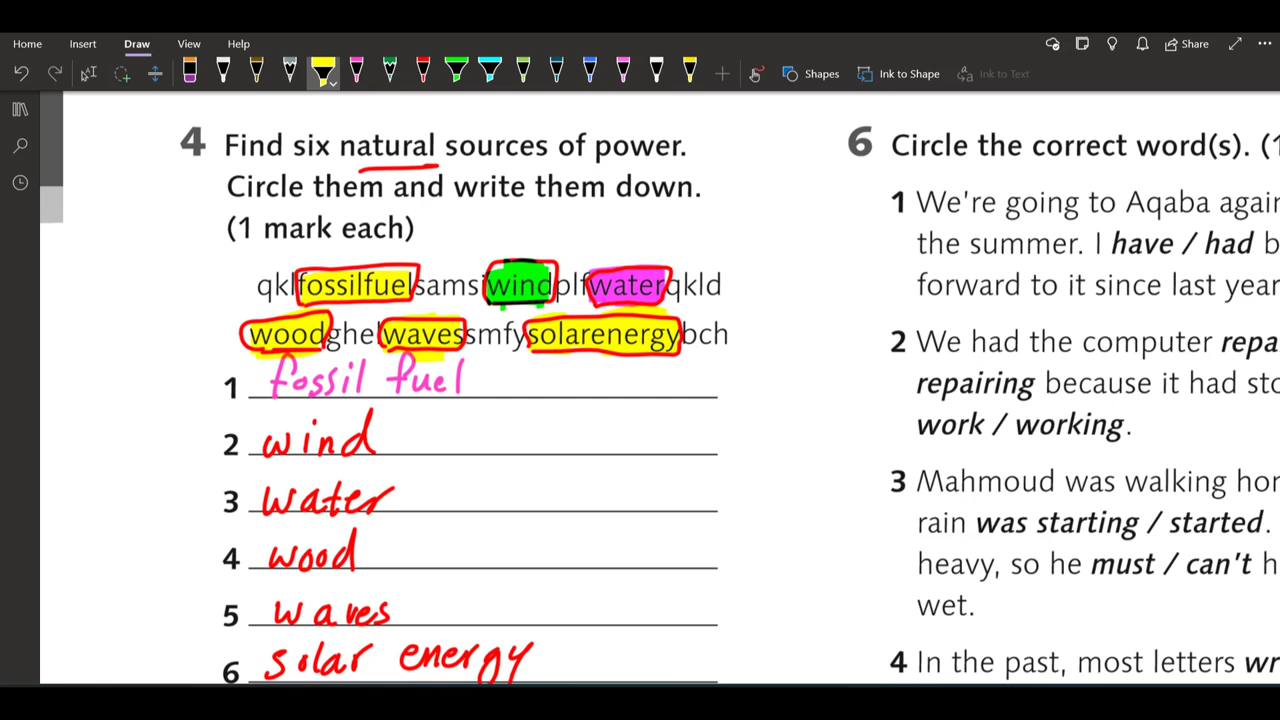 Home Insert Draw View Help
Share
Shapes Ink to Shape Ink to Text
4 Find six natural sources of power.
Circle them and write them down.
(1 mark each)
qklfossilfuelsamsiwindplfwaterqkld
woodghelwavessmfysolarenergybch
1 fossil fuel
2 wind
3 water
4 wood
5 waves
6 solar energy
6 Circle the correct word(s). (1
1 We're going to Aqaba again
the summer. I have / had b
forward to it since last year
2 We had the computer repa
repairing because it had sto
work / working.
3 Mahmoud was walking hor
rain was starting / started.
heavy, so he must / can't h
wet.
4 In the past, most letters wr